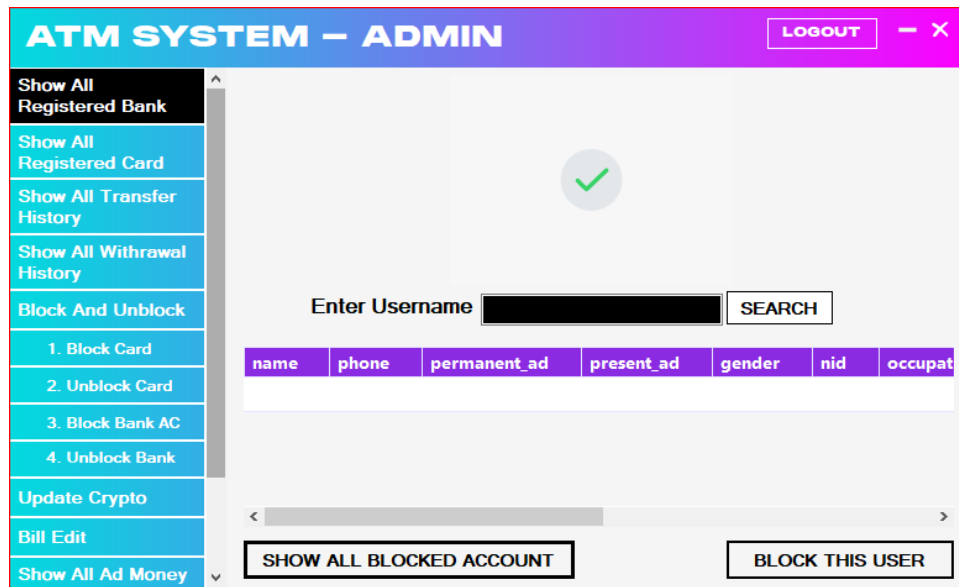 ATM SYSTEM – ADMIN
LOGOUT
Show All
Registered Bank
Show All
Registered Card
Show All Transfer
History
Show All Withrawal
History
Block And Unblock
1. Block Card
2. Unblock Card
3. Block Bank AC
4. Unblock Bank
Update Crypto
Bill Edit
Show All Ad Money
Enter Username
SEARCH
name phone permanent_ad present_ad gender nid occupat
SHOW ALL BLOCKED ACCOUNT
BLOCK THIS USER